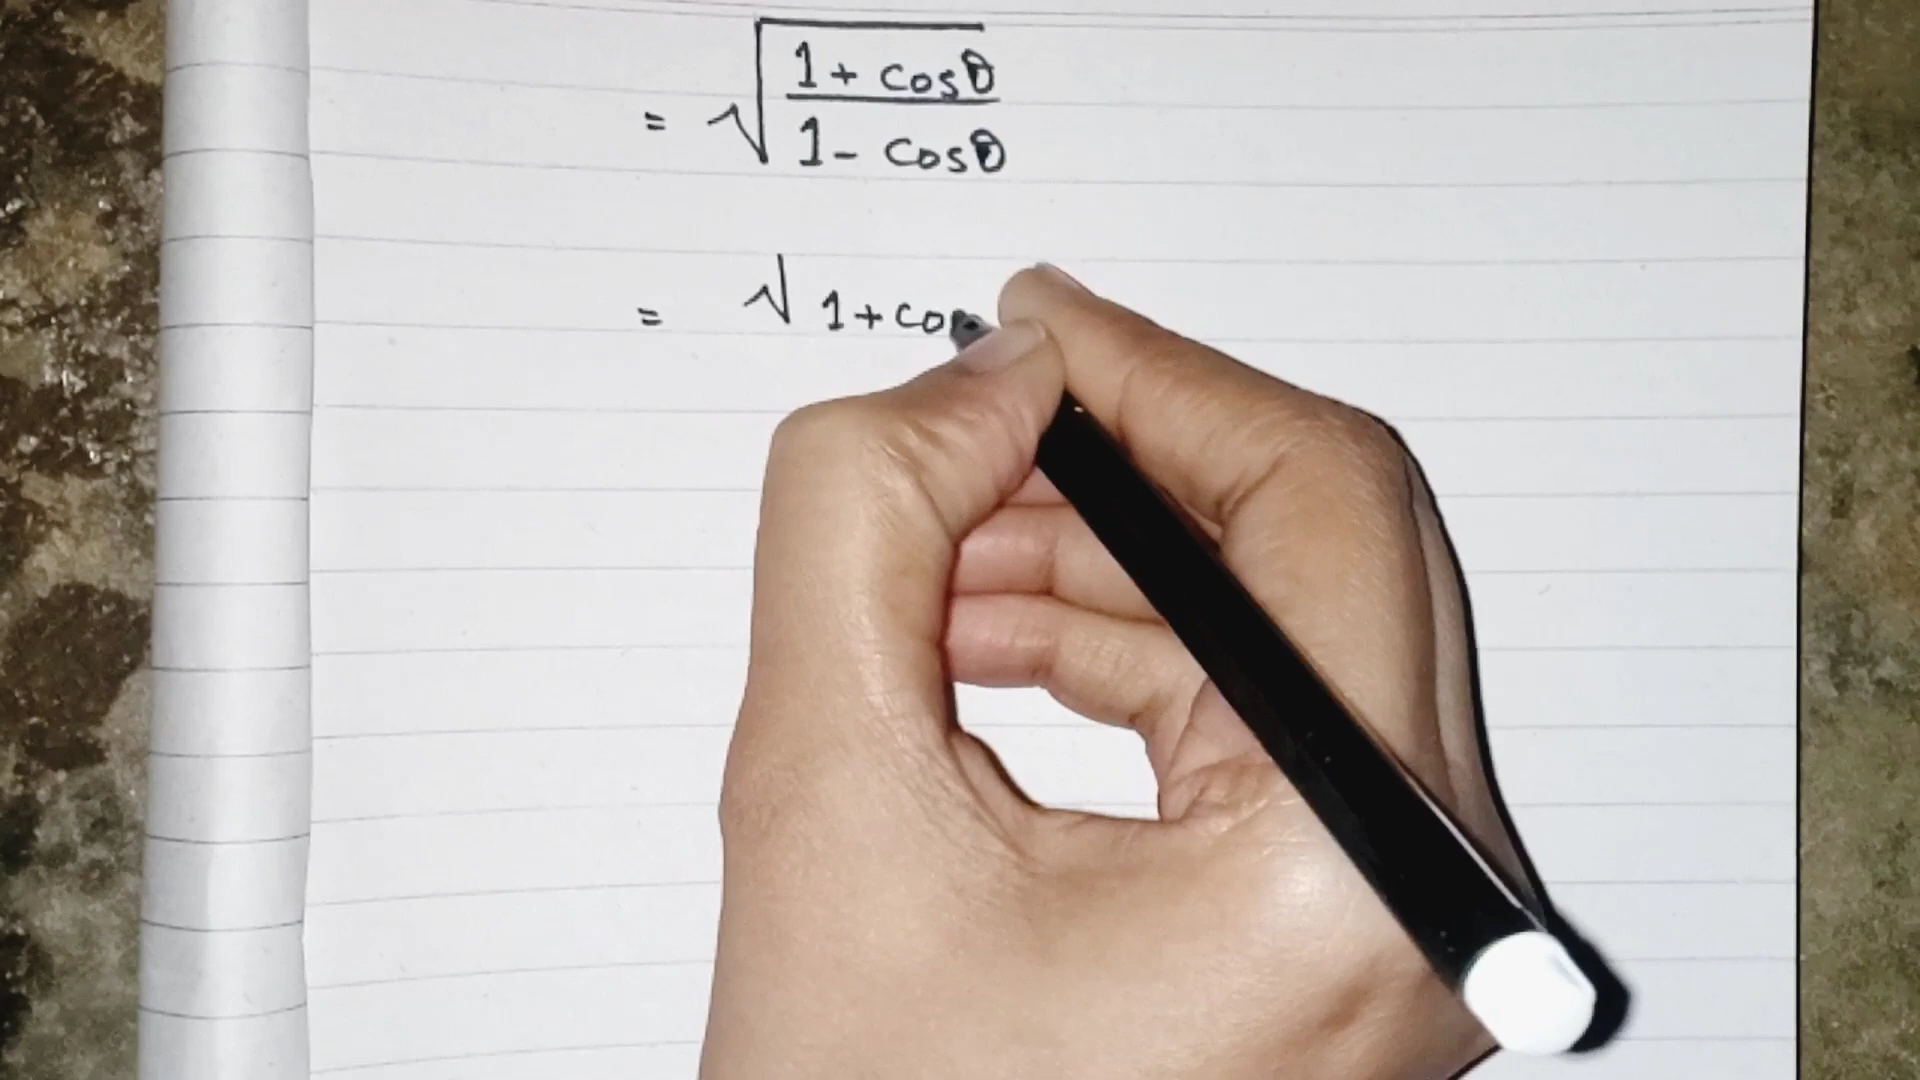 = √ 1 + cosθ
1 - cosθ
= √ 1 + co